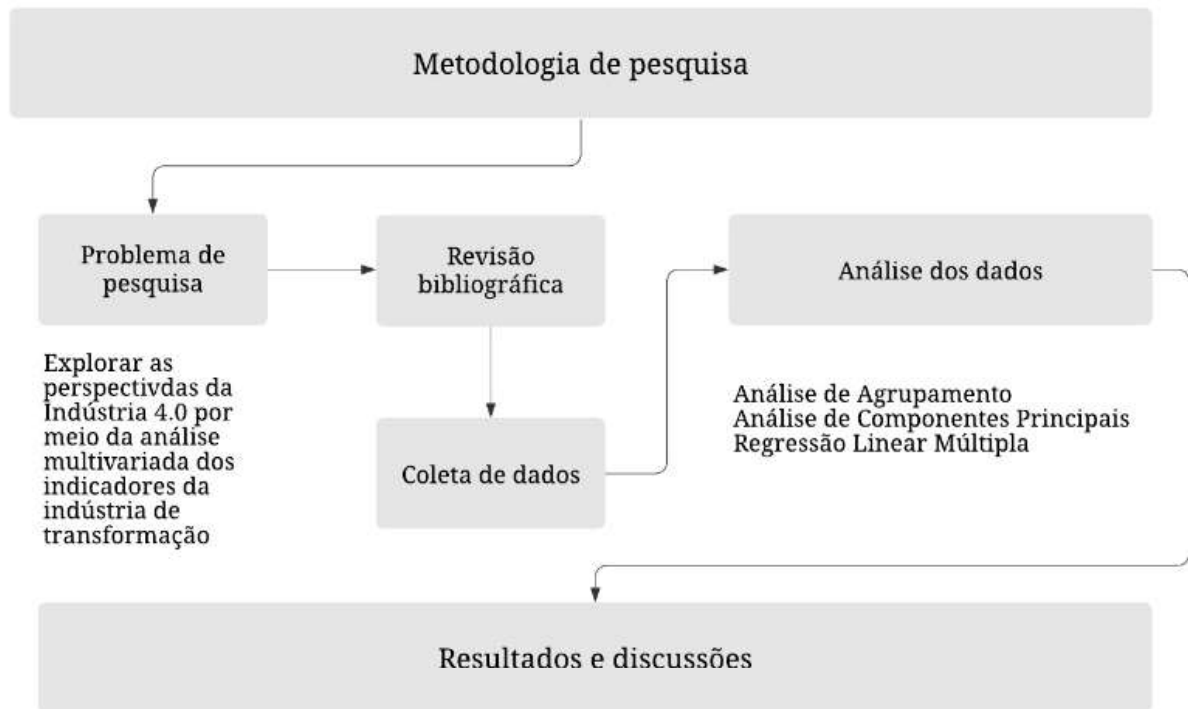 Metodologia de pesquisa
Problema de
pesquisa
Explorar as
perspectivdas da
Indústria 4.0 por
meio da análise
multivariada dos
indicadores da
indústria de
transformação
Revisão
bibliográfica
Coleta de dados
Análise dos dados
Análise de Agrupamento
Análise de Componentes Principais
Regressão Linear Múltipla
Resultados e discussões